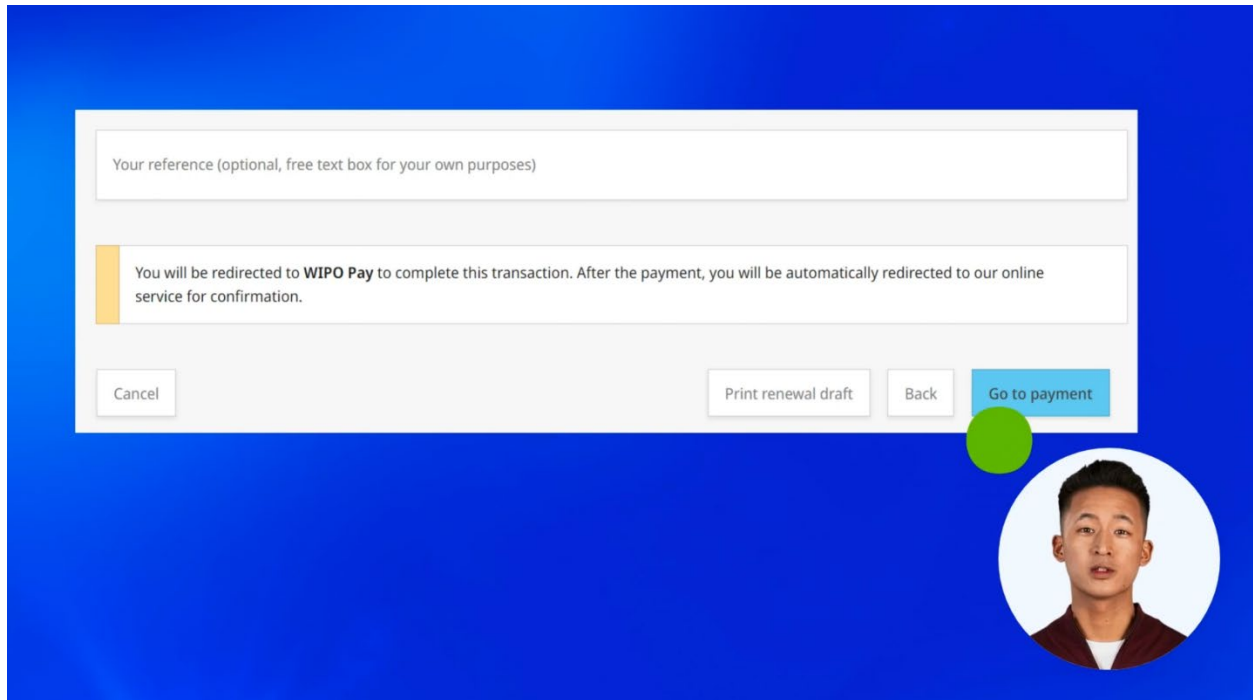 Your reference (optional, free text box for your own purposes)
You will be redirected to WIPO Pay to complete this transaction. After the payment, you will be automatically redirected to our online
service for confirmation.
Cancel
Print renewal draft
Back
Go to payment